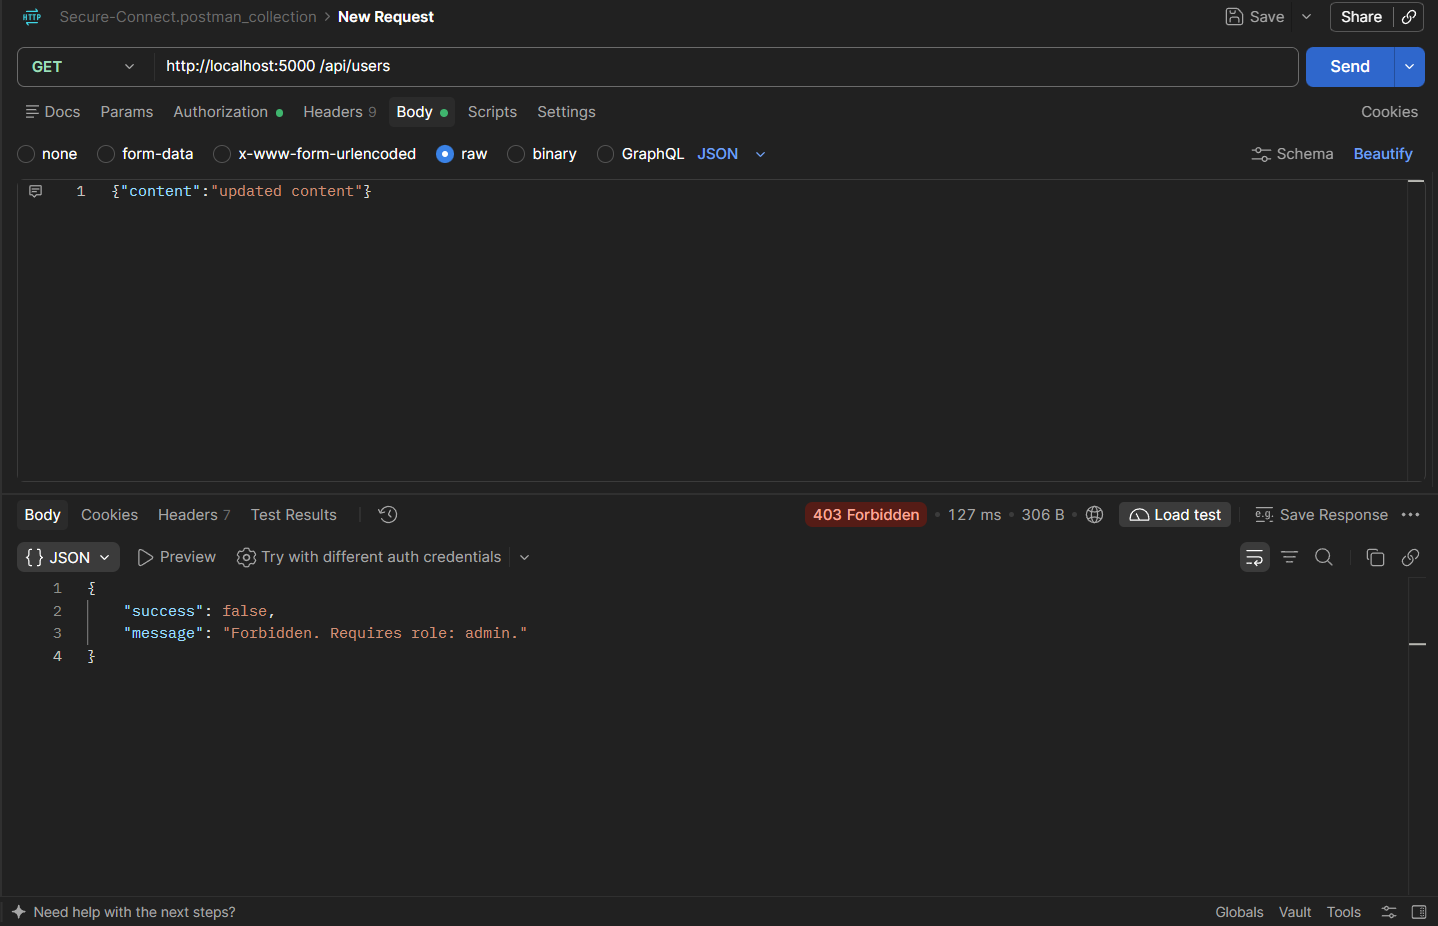 HTTP Secure-Connect.postman_collection > New Request Save Share
GET http://localhost:5000 /api/users Send
Docs Params Authorization Headers 9 Body Scripts Settings Cookies
none form-data x-www-form-urlencoded raw binary GraphQL JSON Schema Beautify
1 {"content":"updated content"}
Body Cookies Headers 7 Test Results 403 Forbidden • 127 ms • 306 B • Load test e.g. Save Response
{} JSON Preview Try with different auth credentials
1 {
2 "success": false,
3 "message": "Forbidden. Requires role: admin."
4 }
Need help with the next steps? Globals Vault Tools